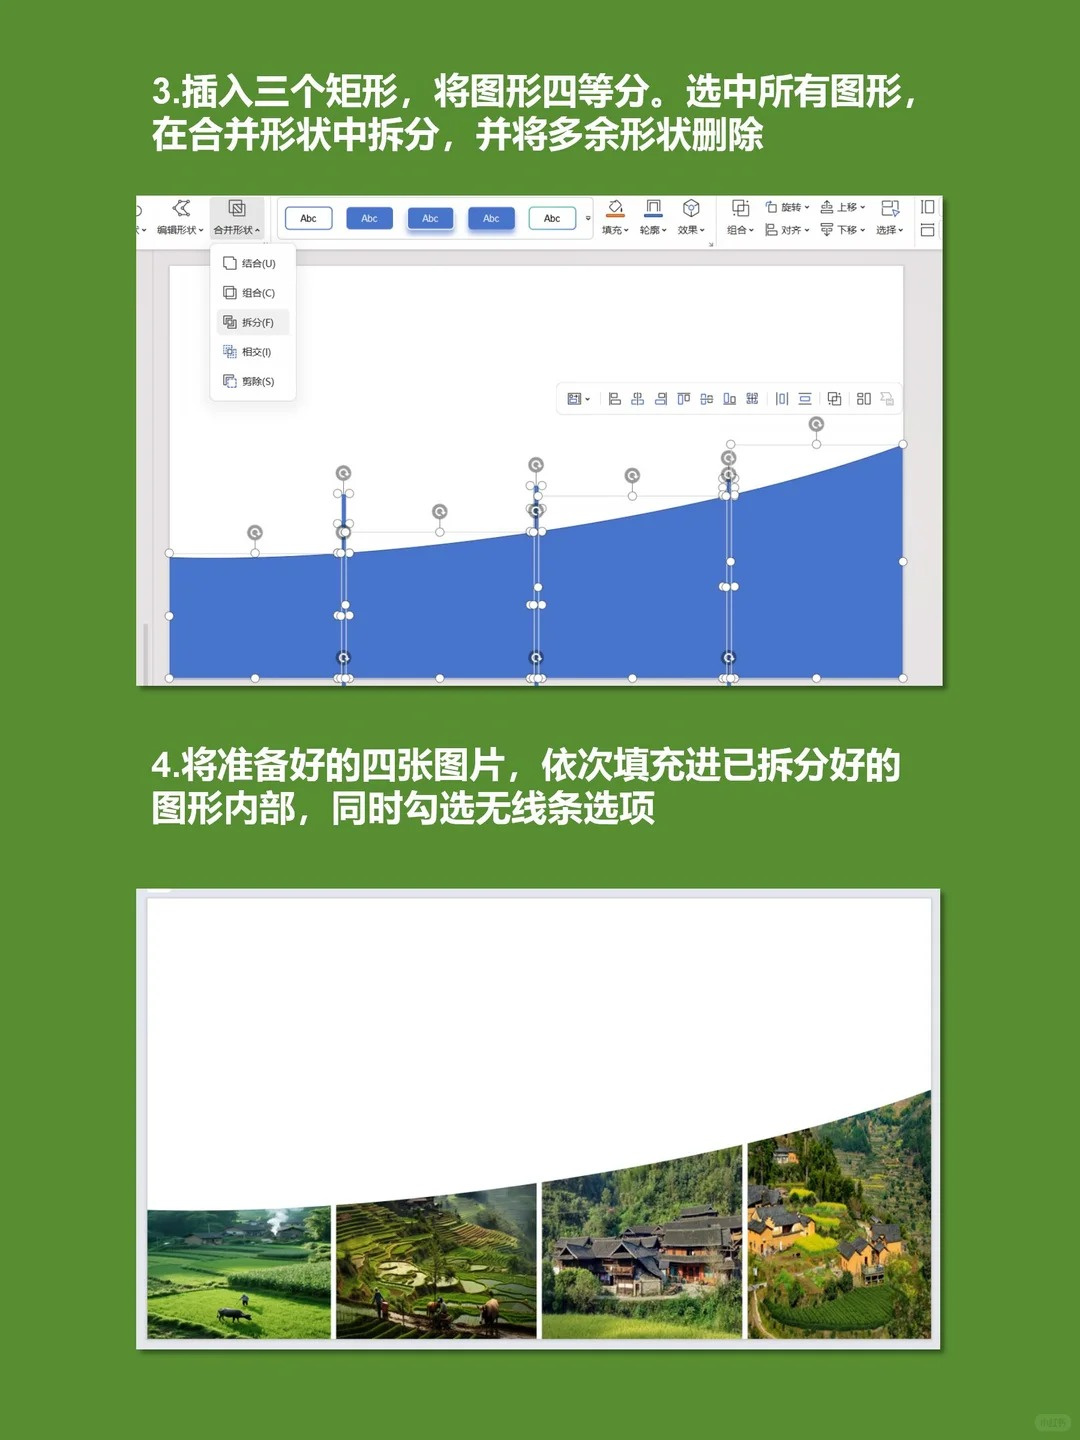 3.插入三个矩形，将图形四等分。选中所有图形，
在合并形状中拆分，并将多余形状删除
编辑形状 合并形状 Abc Abc Abc Abc Abc 填充 轮廓 效果 组合 旋转 对齐 上移 下移 选择
结合(U)
组合(C)
拆分(F)
相交(I)
剪除(S)
4.将准备好的四张图片，依次填充进已拆分好的
图形内部，同时勾选无线条选项
小红书